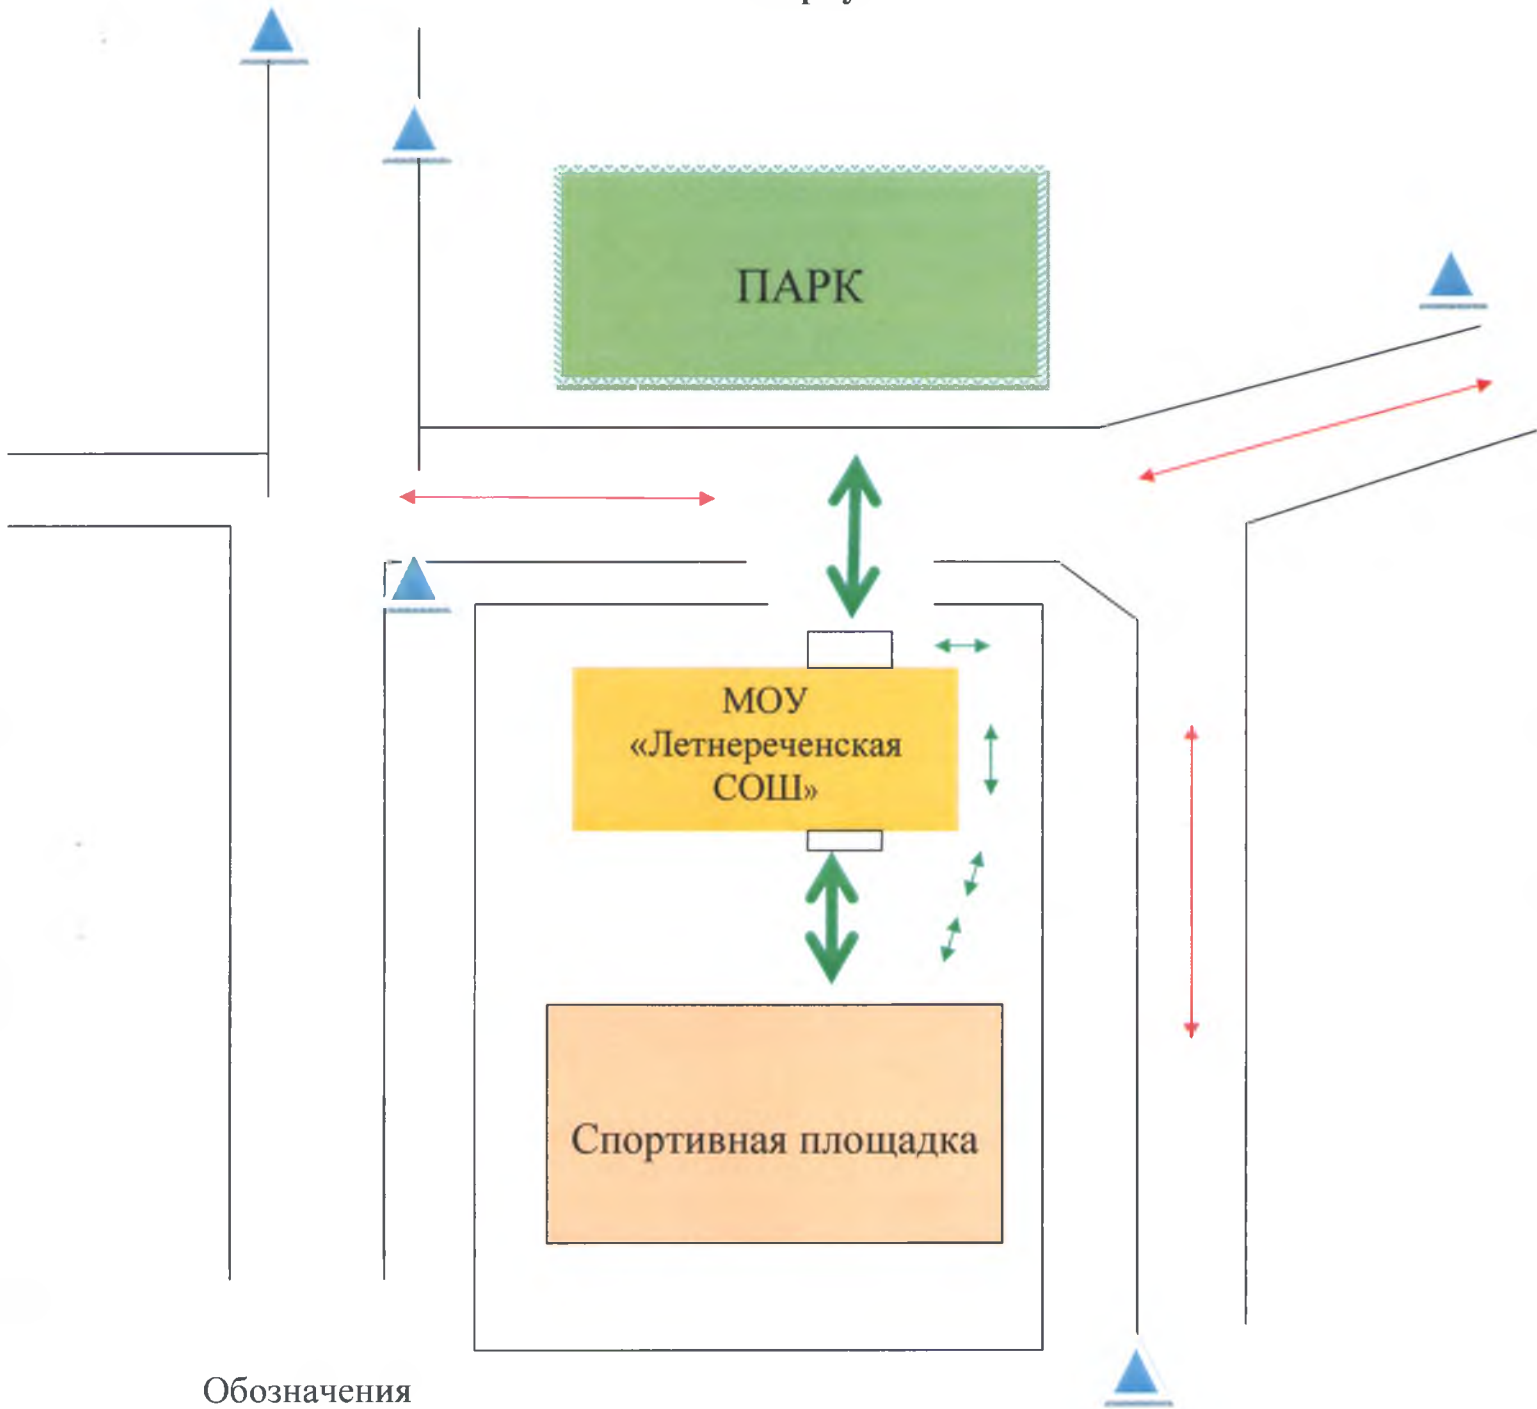 ПАРК
МОУ
«Летнереченская
СОШ»
Спортивная площадка
Обозначения